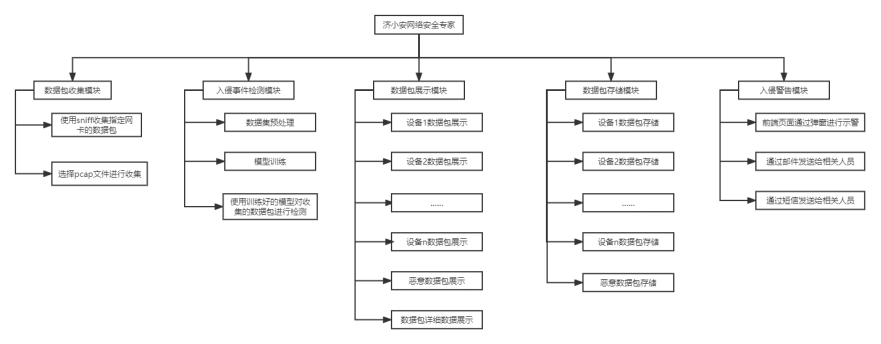 济小安网络安全专家
数据包收集模块
使用sniff收集指定网
卡的数据包
选择pcap文件进行收集
入侵事件检测模块
数据集预处理
模型训练
使用训练好的模型对收
集的数据包进行检测
数据包展示模块
设备1数据包展示
设备2数据包展示
……
设备n数据包展示
恶意数据包展示
数据包详细数据展示
数据包存储模块
设备1数据包存储
设备2数据包存储
……
设备n数据包存储
恶意数据包存储
入侵警告模块
前端页面通过弹窗进行示警
通过邮件发送给相关人员
通过短信发送给相关人员